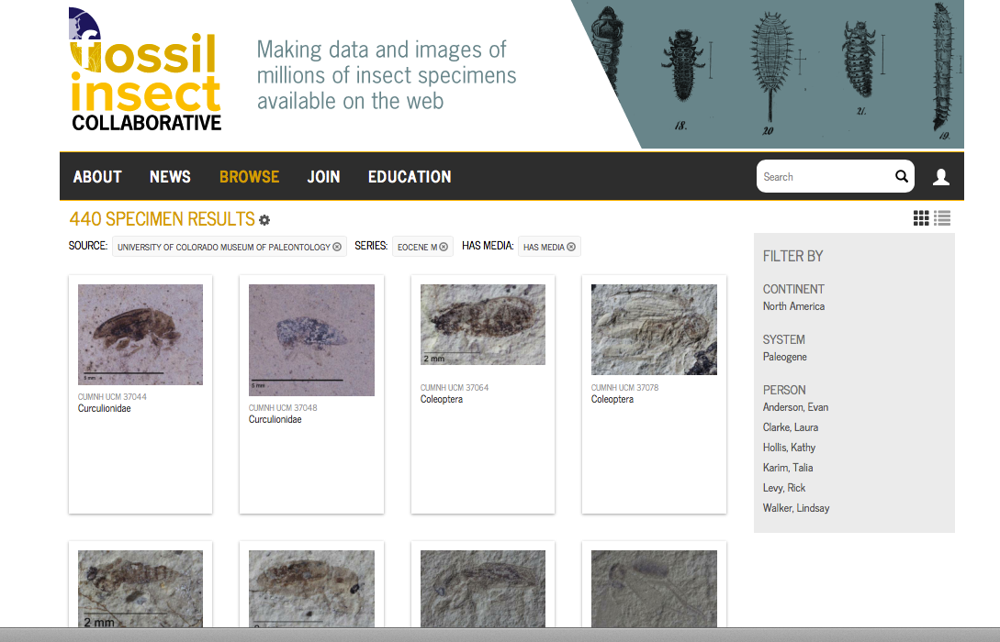 fossil
insect
COLLABORATIVE
Making data and images of
millions of insect specimens
available on the web
18.
20
21.
19.
ABOUT NEWS BROWSE JOIN EDUCATION Search
440 SPECIMEN RESULTS
SOURCE: UNIVERSITY OF COLORADO MUSEUM OF PALEONTOLOGY SERIES: EOCENE M HAS MEDIA: HAS MEDIA
5 mm
CUMNH UCM 37044
Curculionidae
5 mm
CUMNH UCM 37048
Curculionidae
2 mm
CUMNH UCM 37064
Coleoptera
CUMNH UCM 37078
Coleoptera
2 mm
FILTER BY
CONTINENT
North America
SYSTEM
Paleogene
PERSON
Anderson, Evan
Clarke, Laura
Hollis, Kathy
Karim, Talia
Levy, Rick
Walker, Lindsay